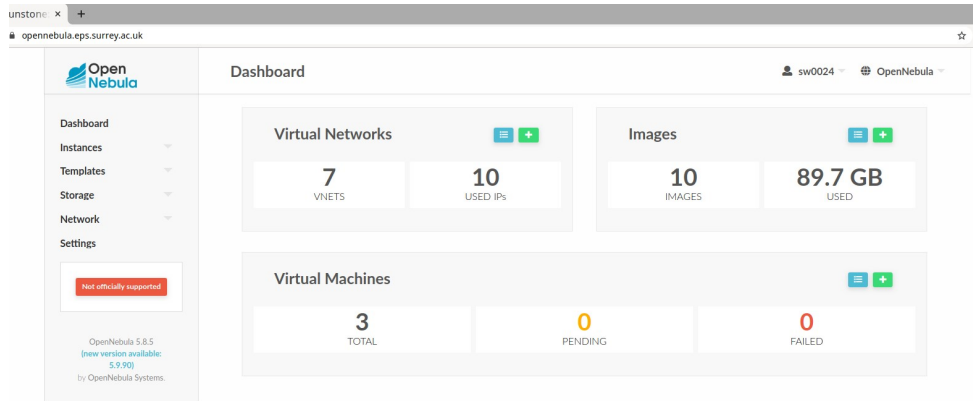 unstone × +
opennebula.eps.surrey.ac.uk
Open
Nebula
Dashboard
sw0024
OpenNebula
Dashboard
Instances
Templates
Storage
Network
Settings
Not officially supported
OpenNebula 5.8.5
(new version available:
5.9.90)
by OpenNebula Systems.
Virtual Networks
7
VNETS
10
USED IPs
Images
10
IMAGES
89.7 GB
USED
Virtual Machines
3
TOTAL
0
PENDING
0
FAILED